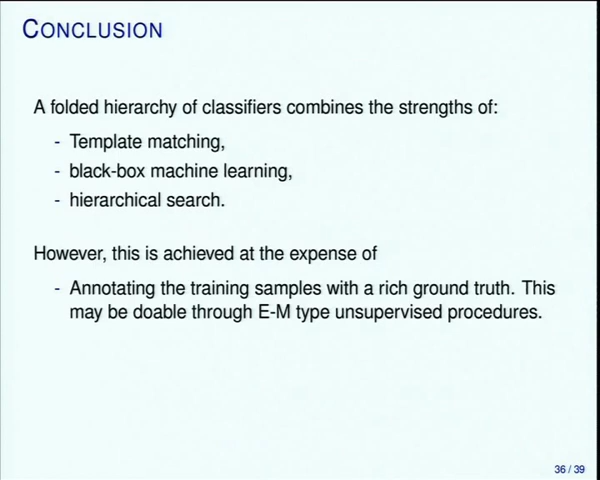 CONCLUSION
A folded hierarchy of classifiers combines the strengths of:
- Template matching,
- black-box machine learning,
- hierarchical search.
However, this is achieved at the expense of
- Annotating the training samples with a rich ground truth. This
may be doable through E-M type unsupervised procedures.
36 / 39